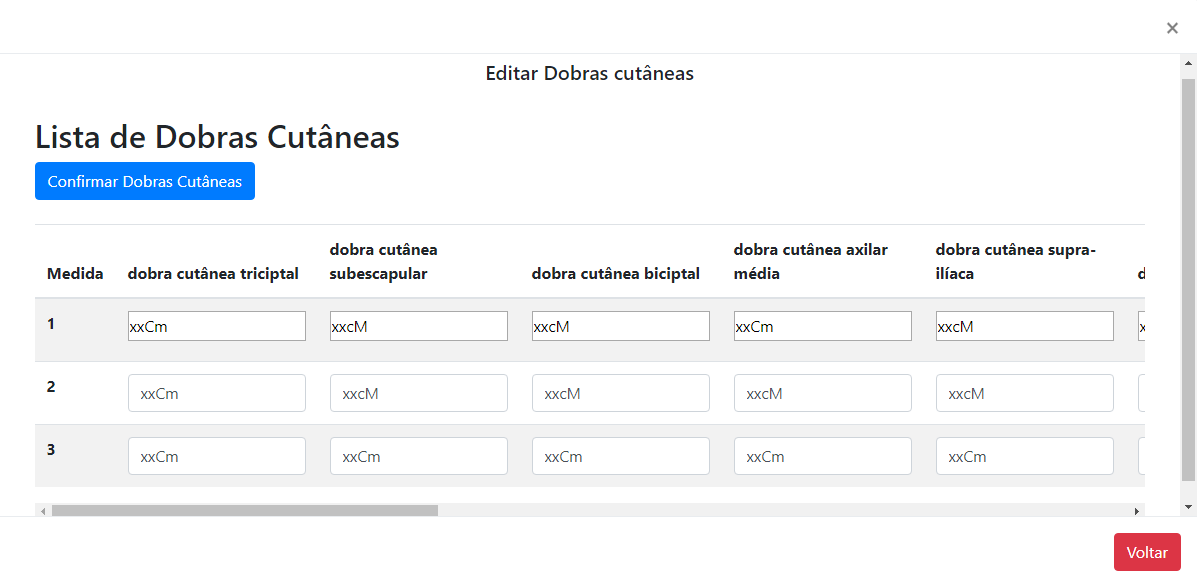 ×
Editar Dobras cutâneas
Lista de Dobras Cutâneas
Confirmar Dobras Cutâneas
Medida dobra cutânea triciptal dobra cutânea subescapular dobra cutânea biciptal dobra cutânea axilar média dobra cutânea supra-ilíaca
1 xxCm xxcM xxcM xxCm xxcM
2 xxCm xxcM xxcM xxcM xxcM
3 xxCm xxCm xxCm xxCm xxCm
Voltar